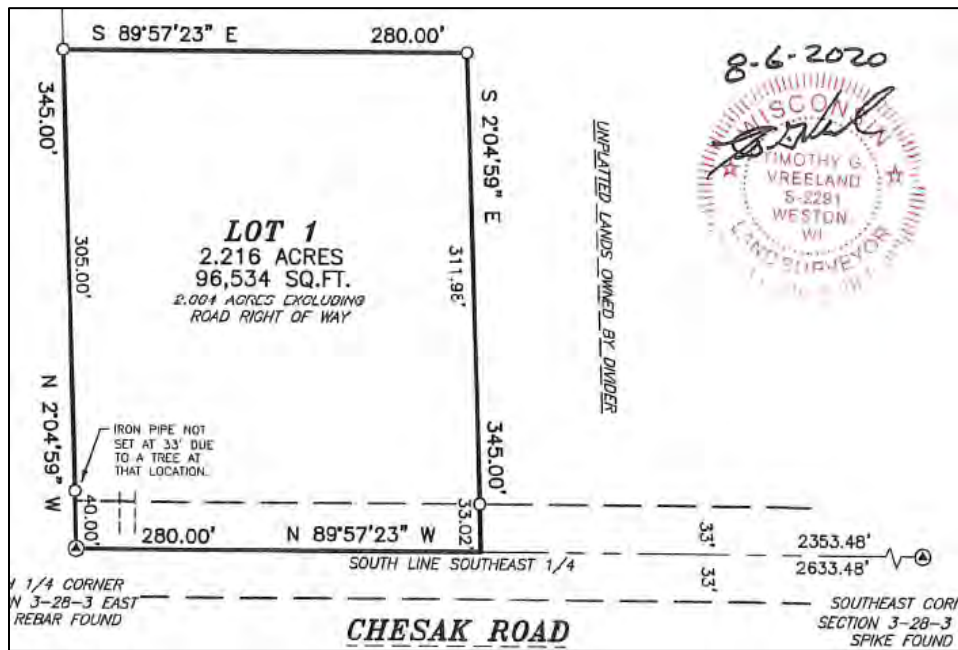 S 89°57'23" E 280.00'
8-6-2020
345.00'
S 2°04'59" E
WISCONSIN
TIMOTHY G.
VREELAND
S-2291
WESTON
WI
LAND SURVEYOR
UNPLATTED LANDS OWNED BY DIVIDER
LOT 1
2.216 ACRES
96,534 SQ.FT.
2.004 ACRES EXCLUDING
ROAD RIGHT OF WAY
305.00'
311.98'
N 2°04'59" W
IRON PIPE NOT
SET AT 33' DUE
TO A TREE AT
THAT LOCATION.
345.00'
40.00'
33.02'
280.00' N 89°57'23" W
SOUTH LINE SOUTHEAST 1/4
33'
33'
2353.48'
2633.48'
1/4 CORNER
N 3-28-3 EAST
REBAR FOUND
CHESAK ROAD
SOUTHEAST CORN
SECTION 3-28-3
SPIKE FOUND